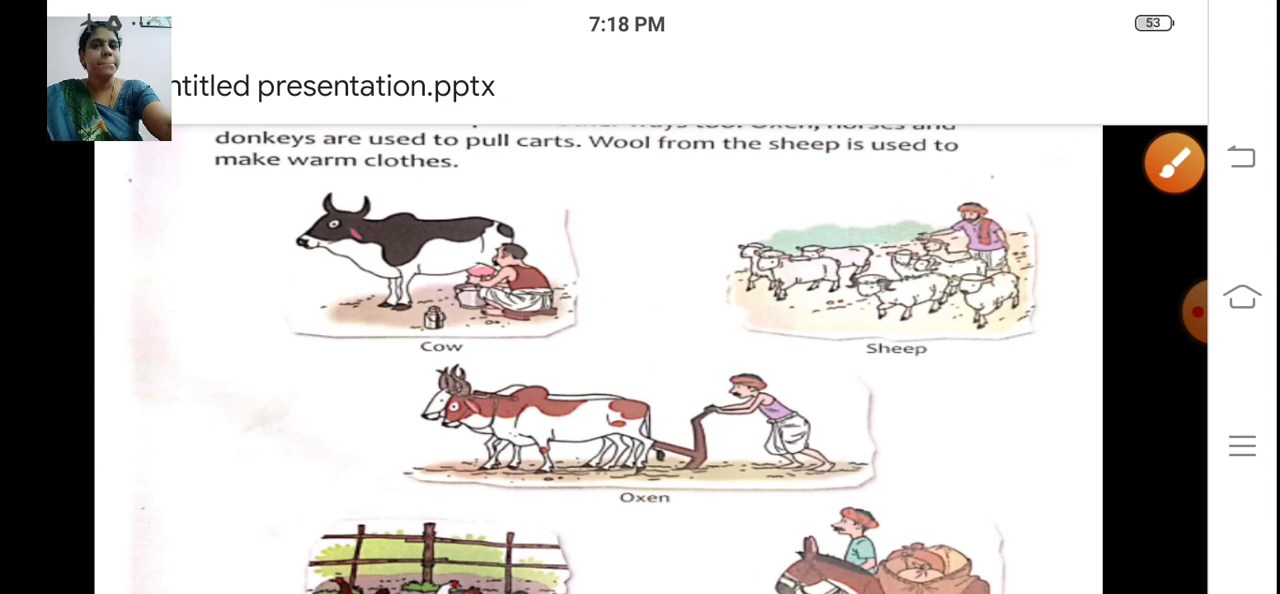 7:18 PM
53
ntitled presentation.pptx
donkeys are used to pull carts. Wool from the sheep is used to
make warm clothes.
Cow
Sheep
Oxen